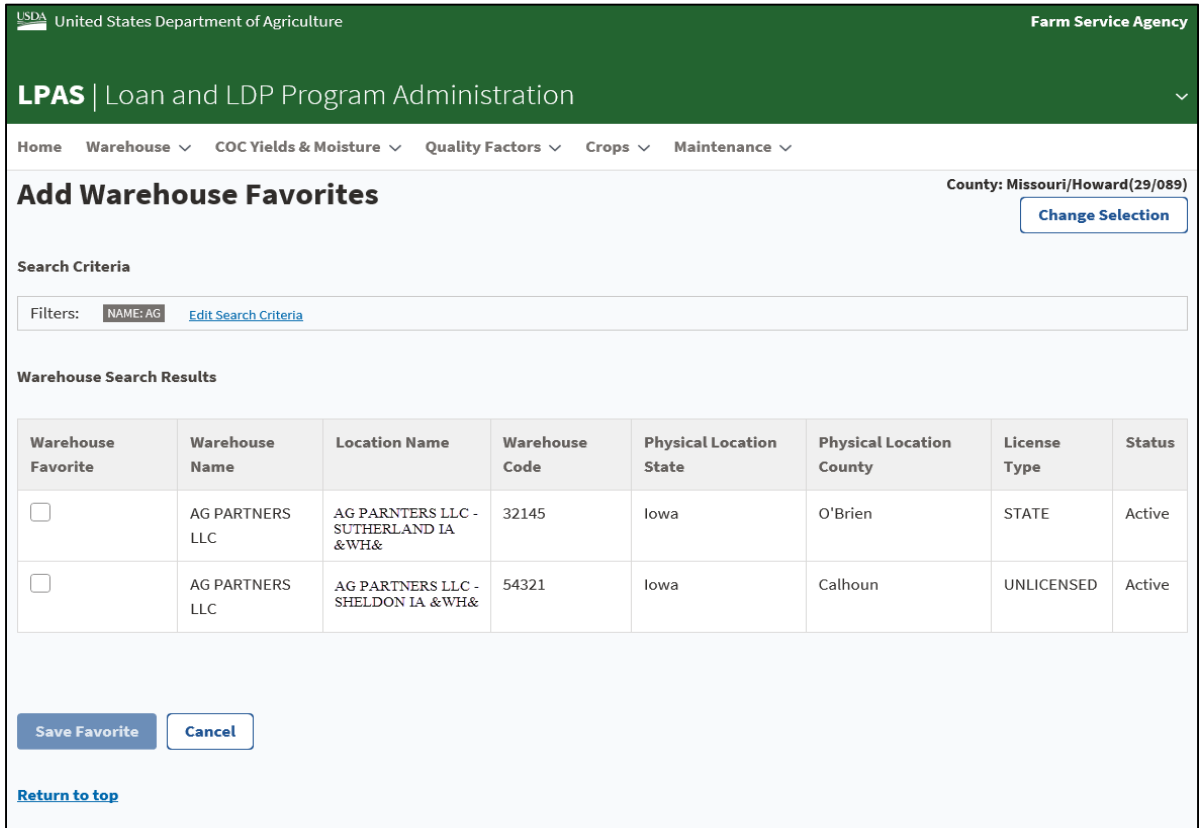 USDA United States Department of Agriculture Farm Service Agency
LPAS | Loan and LDP Program Administration
Home Warehouse COC Yields & Moisture Quality Factors Crops Maintenance
Add Warehouse Favorites
County: Missouri/Howard(29/089)
Change Selection
Search Criteria
Filters: NAME: AG Edit Search Criteria
Warehouse Search Results
Warehouse Favorite Warehouse Name Location Name Warehouse Code Physical Location State Physical Location County License Type Status
AG PARTNERS LLC AG PARNTERS LLC - SUTHERLAND IA &WH& 32145 Iowa O'Brien STATE Active
AG PARTNERS LLC AG PARTNERS LLC - SHELDON IA &WH& 54321 Iowa Calhoun UNLICENSED Active
Save Favorite Cancel
Return to top